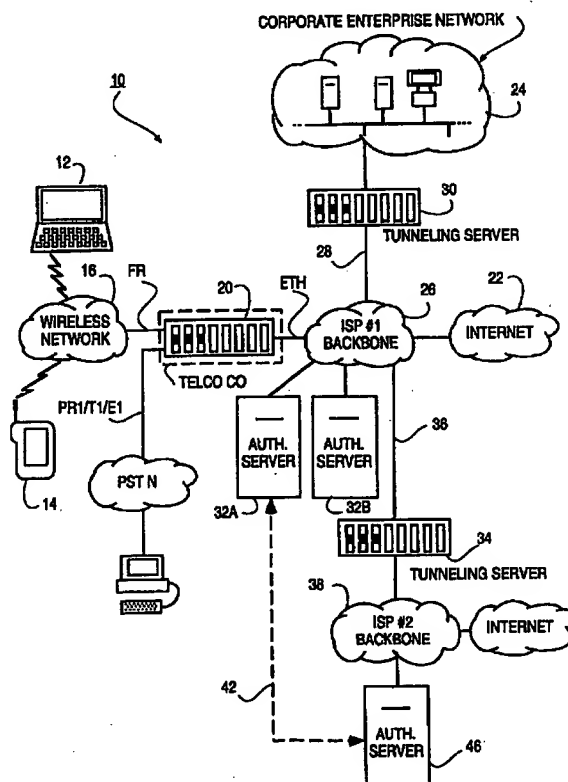 CORPORATE ENTERPRISE NETWORK
10
24
12
30
TUNELING SERVER
28
16
FR
20
ETH
26
22
WIRELESS
NETWORK
ISP #1
BACKBONE
INTERNET
TELCO CO
PR1/T1/E1
36
AUTH.
SERVER
AUTH.
SERVER
14
PST N
32A
32B
34
TUNNELING SERVER
38
ISP #2
BACKBONE
INTERNET
42
AUTH.
SERVER
46